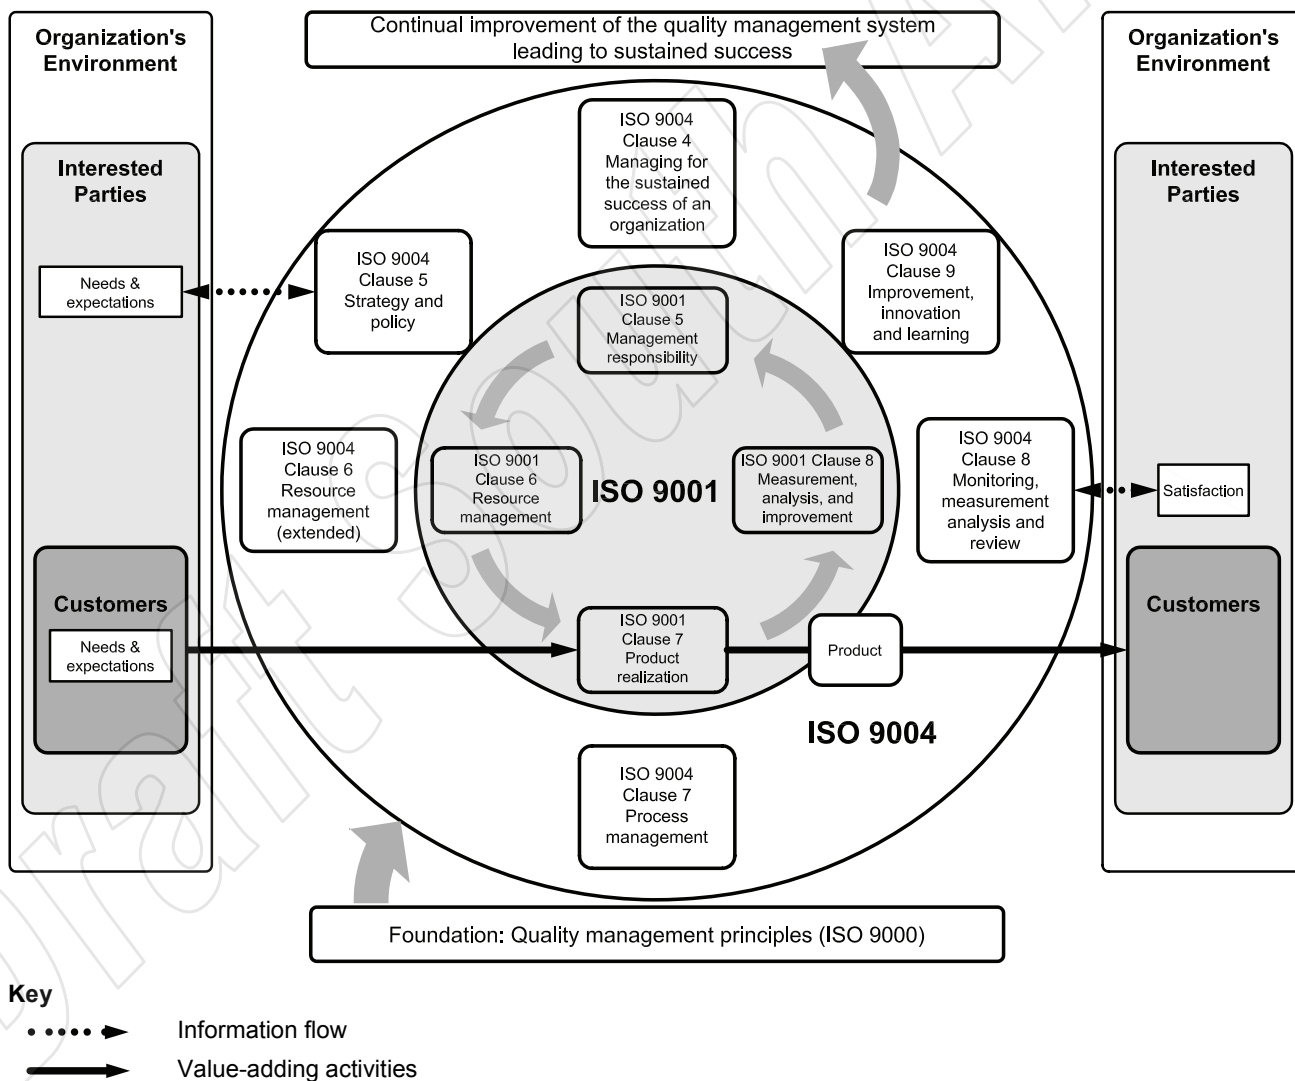 Continual improvement of the quality management system
leading to sustained success
Organization's
Environment
Interested
Parties
Needs &
expectations
Customers
Needs &
expectations
ISO 9004
Clause 4
Managing for
the sustained
success of an
organization
ISO 9004
Clause 5
Strategy and
policy
ISO 9004
Clause 9
Improvement,
innovation
and learning
ISO 9001
Clause 5
Management
responsibility
ISO 9004
Clause 6
Resource
management
(extended)
ISO 9001
Clause 6
Resource
management
ISO 9001
ISO 9001 Clause 8
Measurement,
analysis, and
improvement
ISO 9004
Clause 8
Monitoring,
measurement
analysis and
review
ISO 9001
Clause 7
Product
realization
Product
ISO 9004
ISO 9004
Clause 7
Process
management
Organization's
Environment
Interested
Parties
Satisfaction
Customers
Foundation: Quality management principles (ISO 9000)
Key
Information flow
Value-adding activities
Draft South A